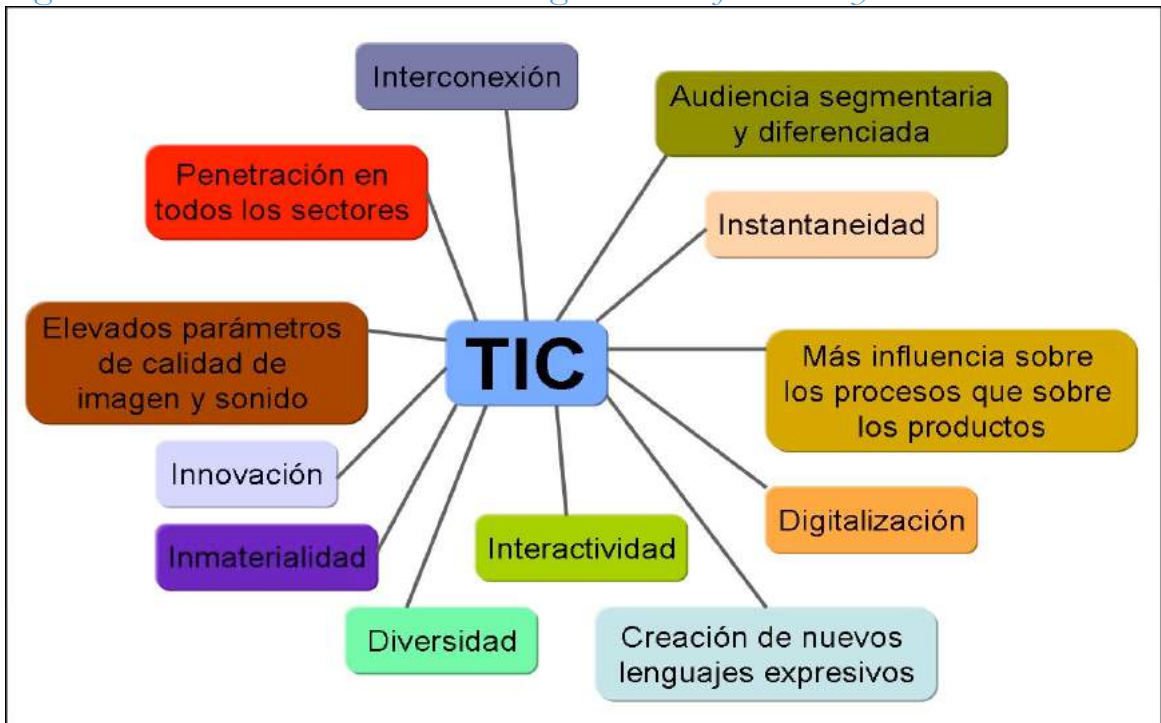 Interconexión
Audiencia segmentaria
y diferenciada
Penetración en
todos los sectores
Instantaneidad
Elevados parámetros
de calidad de
imagen y sonido
TIC
Más influencia sobre
los procesos que sobre
los productos
Innovación
Digitalización
Inmaterialidad
Interactividad
Diversidad
Creación de nuevos
lenguajes expresivos